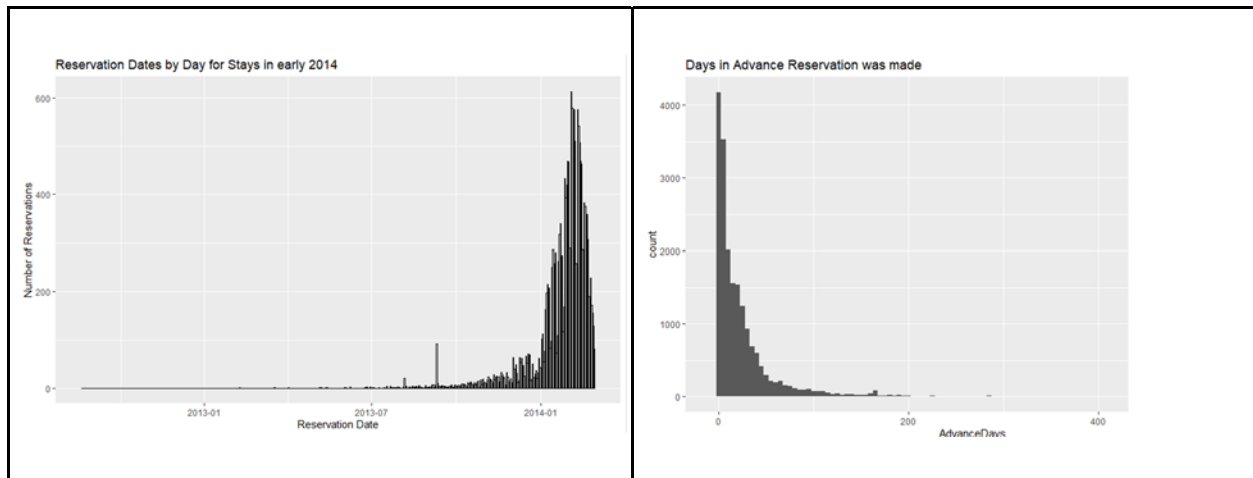 Reservation Dates by Day for Stays in early 2014
600
400
200
0
Number of Reservations
2013-01
2013-07
2014-01
Reservation Date
Days in Advance Reservation was made
4000
3000
2000
1000
0
count
0
200
400
AdvanceDays